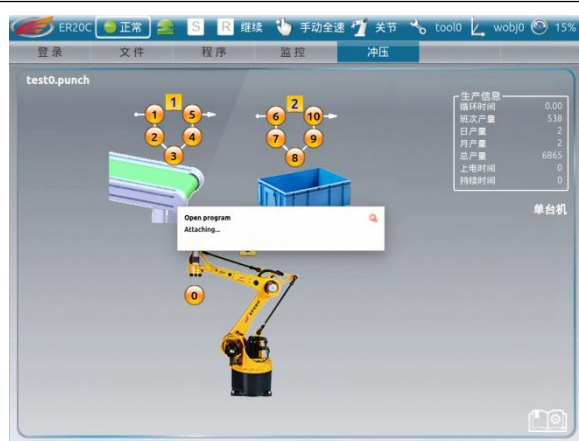 ER20C 正常 S R 继续 手动全速 关节 tool0 wobj0 15%
登录 文件 程序 监控 冲压
test0.punch
1
1 5
2 4
3
2
6 10
7 9
8
生产信息
循环时间 0.00
班次产量 538
日产量 2
月产量 2
总产量 6865
上电时间 0
持续时间 0
单台机
Open program
Attaching...
0